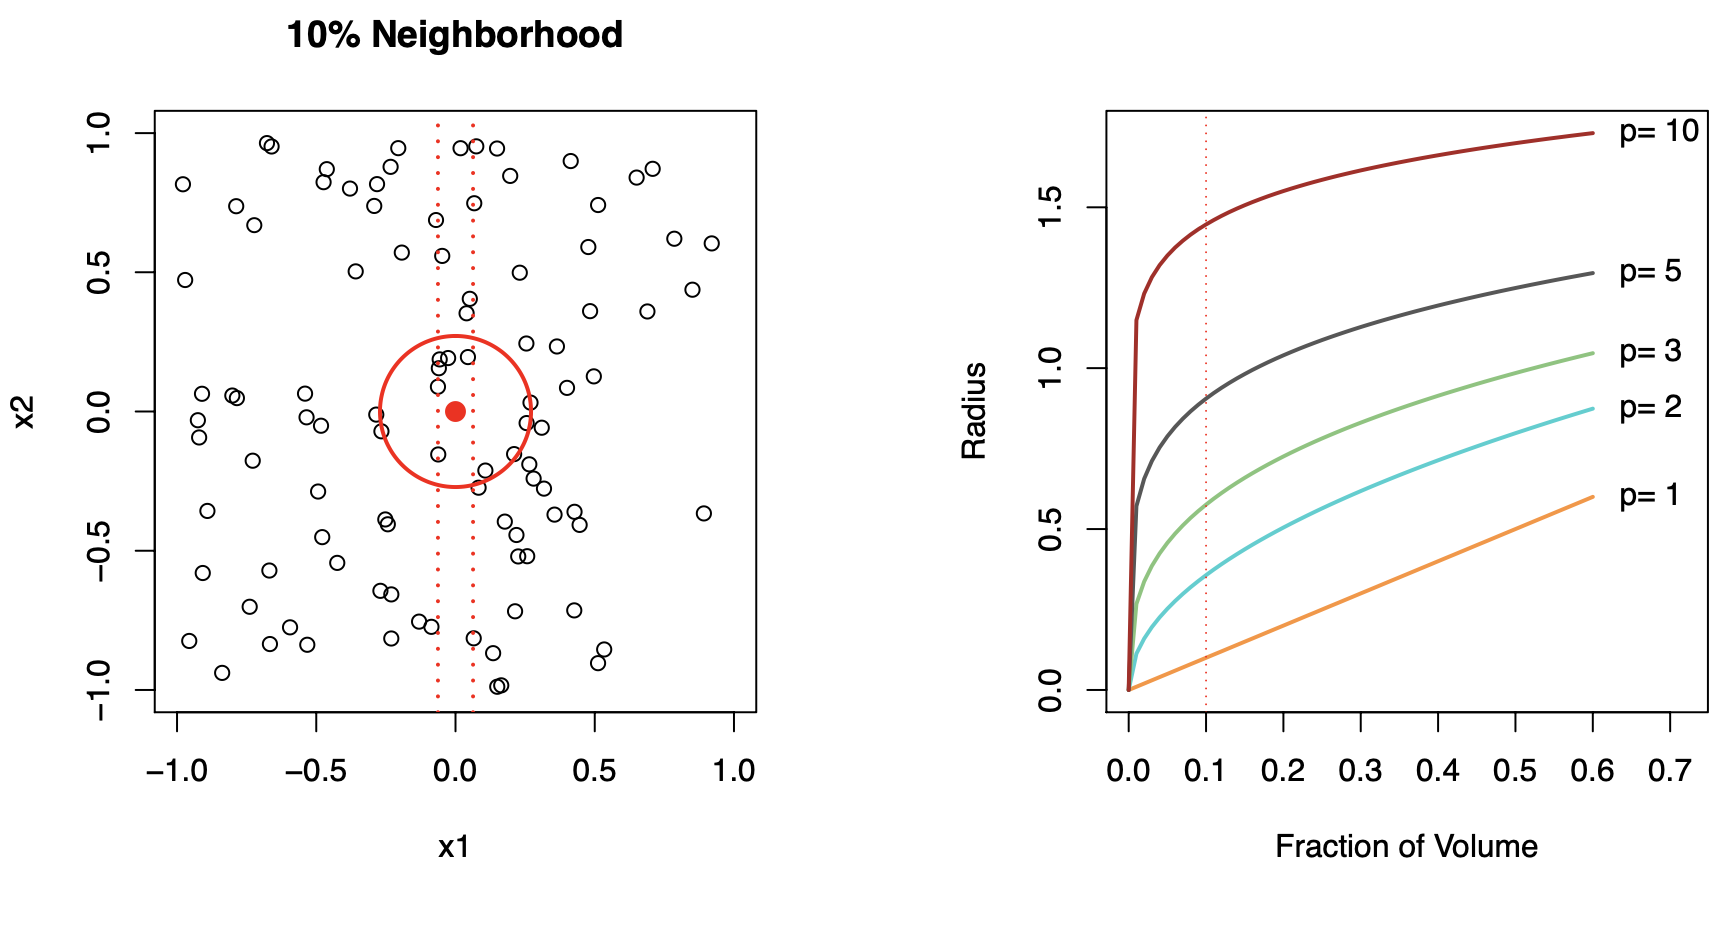 10% Neighborhood
1.0
0.5
0.0
−0.5
−1.0
x2
−1.0 −0.5 0.0 0.5 1.0
x1
p= 10
p= 5
p= 3
p= 2
p= 1
1.5
1.0
0.5
0.0
Radius
0.0 0.1 0.2 0.3 0.4 0.5 0.6 0.7
Fraction of Volume